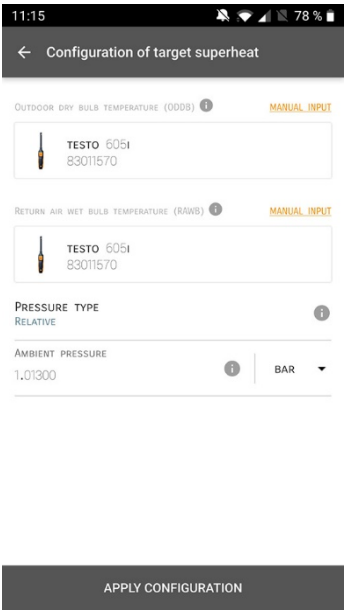 11:15 78 %
Configuration of target superheat
OUTDOOR DRY BULB TEMPERATURE (ODDB) MANUAL INPUT
TESTO 605I
83011570
RETURN AIR WET BULB TEMPERATURE (RAWB) MANUAL INPUT
TESTO 605I
83011570
PRESSURE TYPE
RELATIVE
AMBIENT PRESSURE
1.01300 BAR
APPLY CONFIGURATION